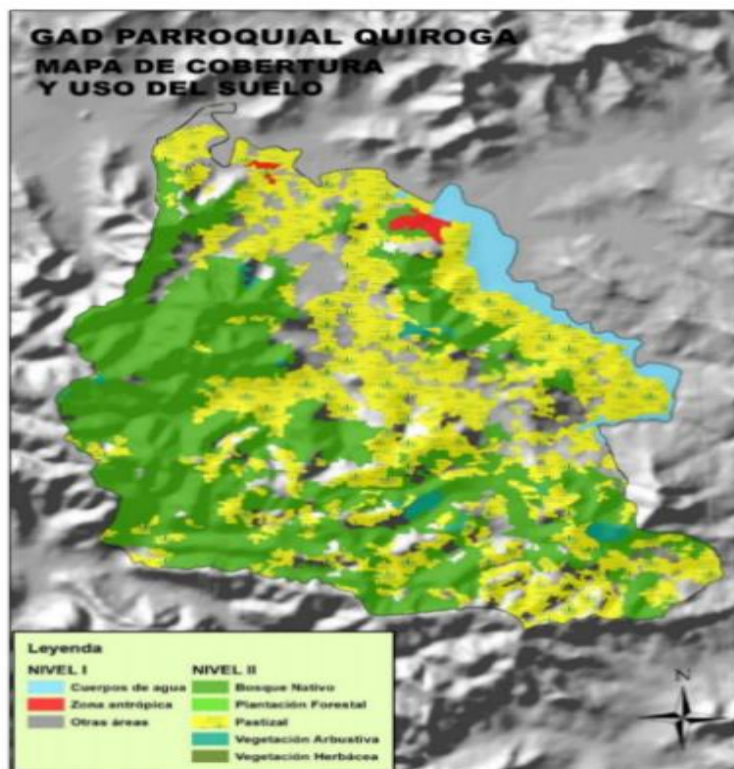 GAD PARROQUIAL QUIROGA
MAPA DE COBERTURA
Y USO DEL SUELO
Leyenda
NIVEL I
Cuerpos de agua
Zona antrópica
Otras áreas
NIVEL II
Bosque Nativo
Plantación Forestal
Pastizal
Vegetación Arbustiva
Vegetación Herbácea
N